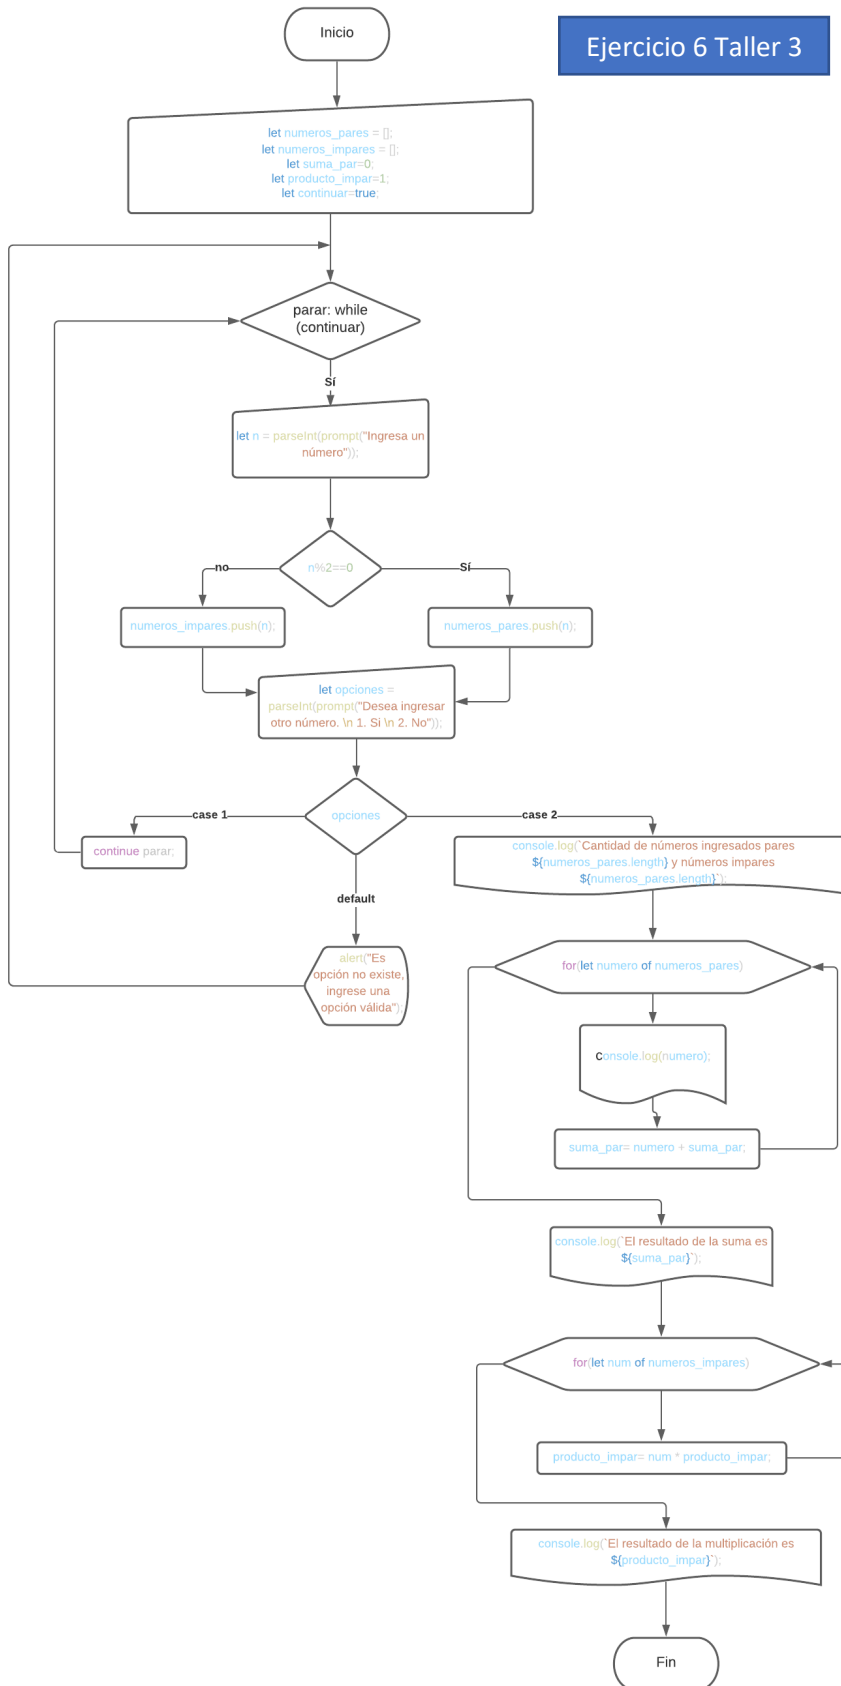 Inicio
Ejercicio 6 Taller 3
let numeros_pares = [];
let numeros_impares = [];
let suma_par=0;
let producto_impar=1;
let continuar=true;
parar: while
(continuar)
Sí
let n = parseInt(prompt("Ingresa un
número"));
n%2==0
no
Sí
numeros_impares.push(n);
numeros_pares.push(n);
let opciones =
parseInt(prompt("Desea ingresar
otro número. \n 1. Si \n 2. No"));
opciones
case 1
case 2
default
continue parar;
console.log(`Cantidad de números ingresados pares
${numeros_pares.length} y números impares
${numeros_pares.length}`);
alert("Es
opción no existe,
ingrese una
opción válida");
for(let numero of numeros_pares)
console.log(numero);
suma_par= numero + suma_par;
console.log(`El resultado de la suma es
${suma_par}`);
for(let num of numeros_impares)
producto_impar= num * producto_impar;
console.log(`El resultado de la multiplicación es
${producto_impar}`);
Fin